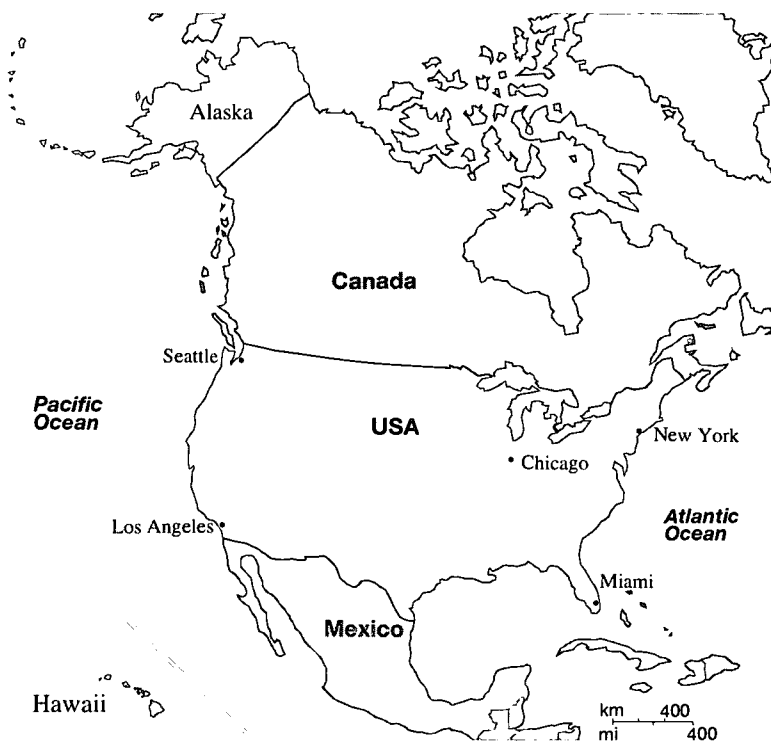 Alaska
Canada
Seattle
Pacific
Ocean
USA
New York
Chicago
Los Angeles
Atlantic
Ocean
Miami
Mexico
Hawaii
km 400
mi 400